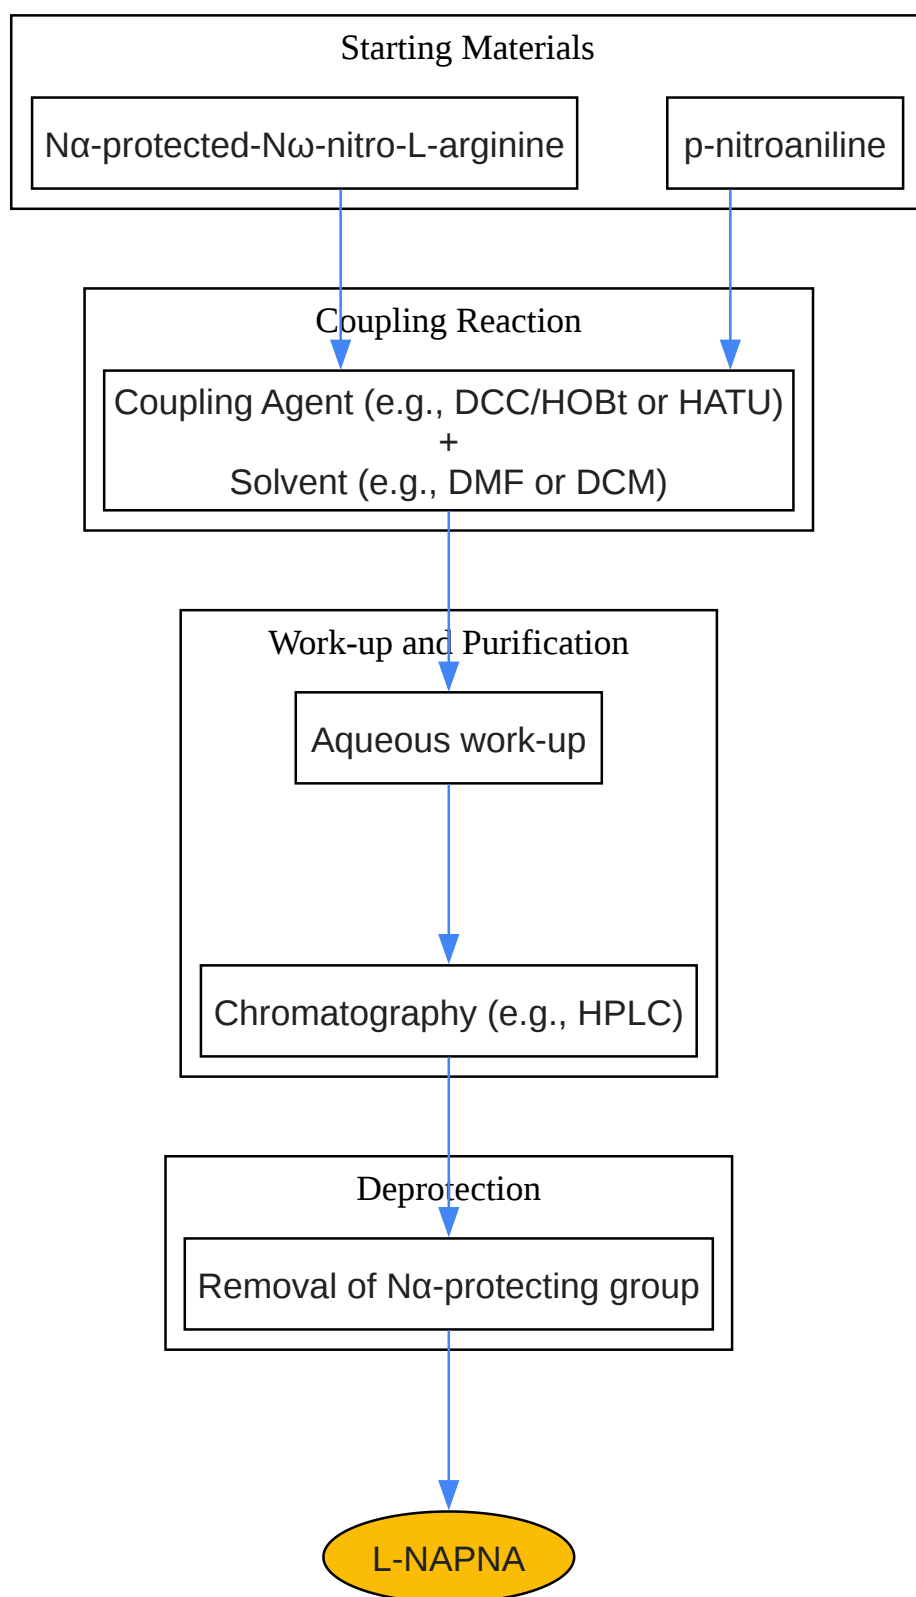 Starting Materials
Nα-protected-Nω-nitro-L-arginine
p-nitroaniline
Coupling Reaction
Coupling Agent (e.g., DCC/HOBt or HATU)
+
Solvent (e.g., DMF or DCM)
Work-up and Purification
Aqueous work-up
Chromatography (e.g., HPLC)
Deprotection
Removal of Nα-protecting group
L-NAPNA